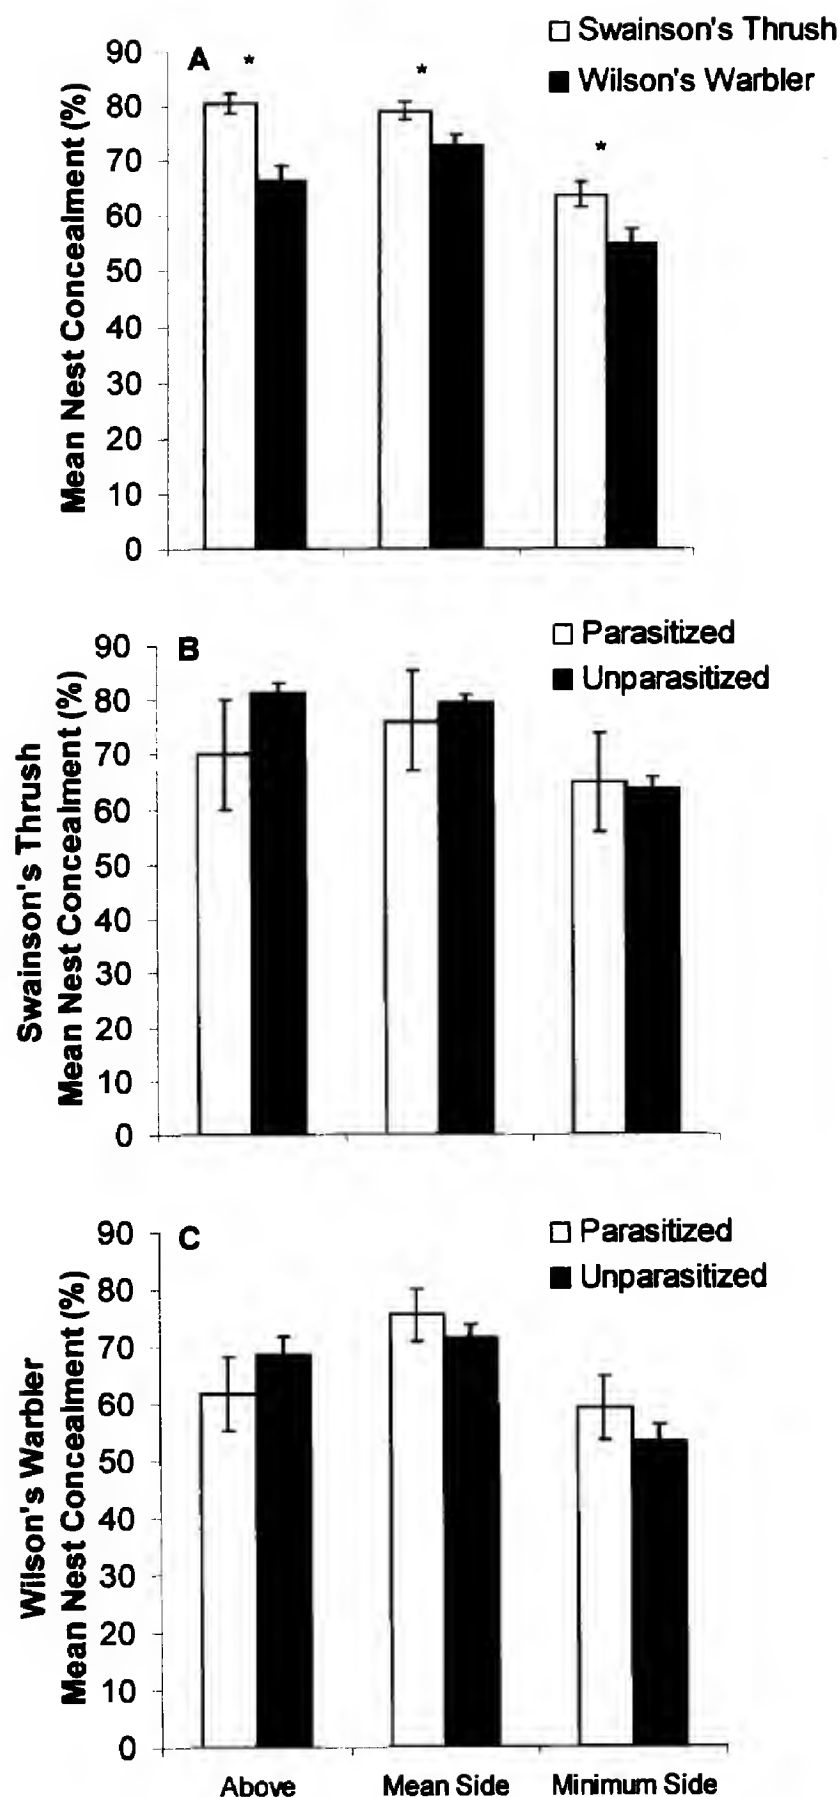 Swainson's Thrush
Wilson's Warbler
A
*
*
*
Mean Nest Concealment (%)
90
80
70
60
50
40
30
20
10
0
Parasitized
Unparasitized
B
Swainson's Thrush
Mean Nest Concealment (%)
90
80
70
60
50
40
30
20
10
0
Parasitized
Unparasitized
C
Wilson's Warbler
Mean Nest Concealment (%)
90
80
70
60
50
40
30
20
10
0
Above
Mean Side
Minimum Side